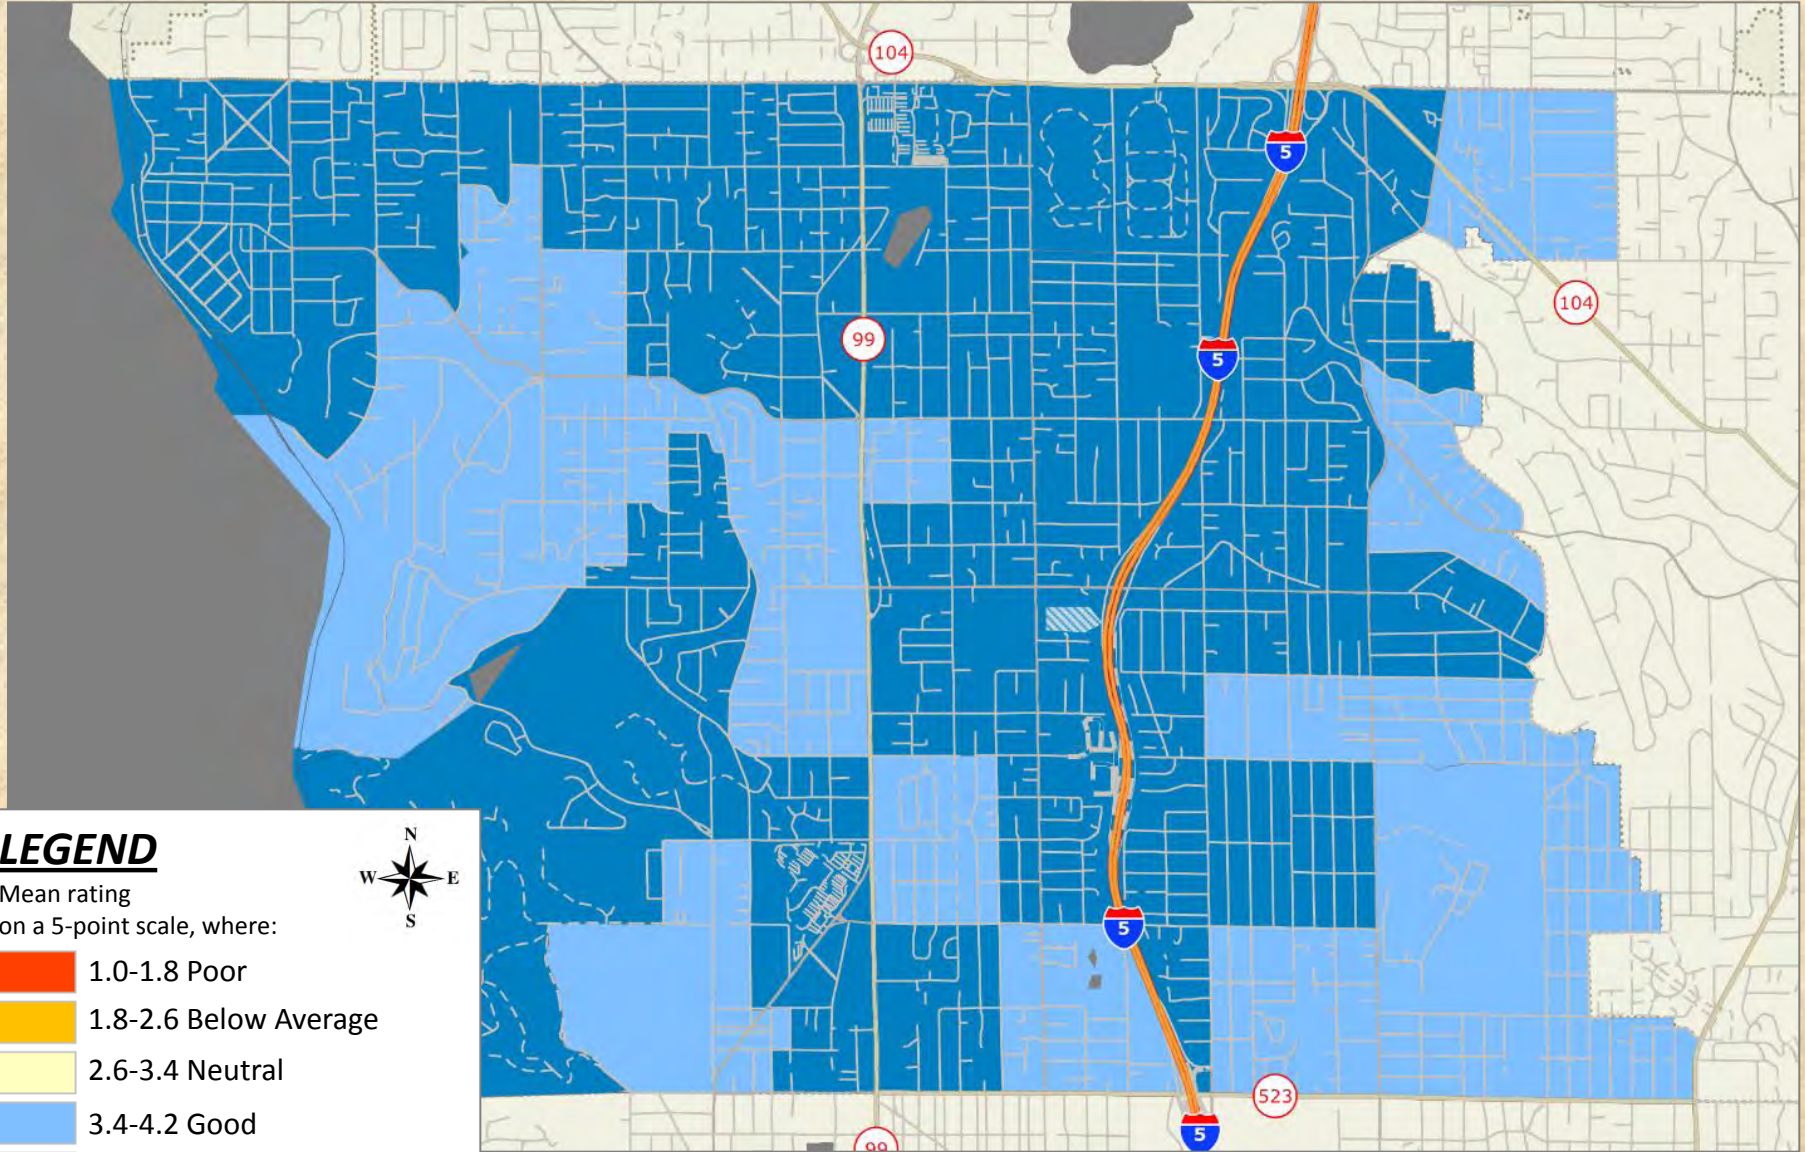 104
5
104
99
5
LEGEND
N
W E
S
Mean rating
on a 5-point scale, where:
5
1.0-1.8 Poor
1.8-2.6 Below Average
2.6-3.4 Neutral
3.4-4.2 Good
523
5
99